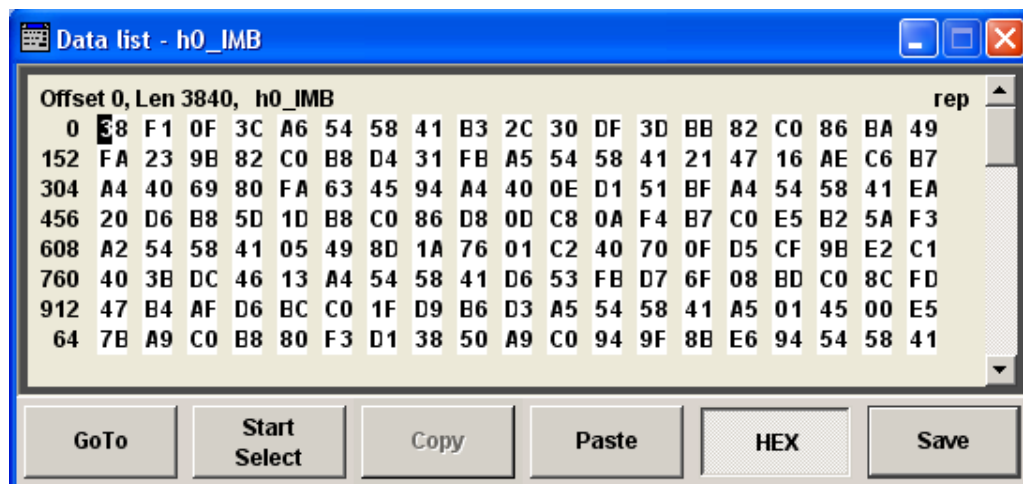 Data list - h0_IMB
Offset 0, Len 3840, h0_IMB rep
0 38 F1 0F 3C A6 54 58 41 B3 2C 30 DF 3D BB 82 C0 86 BA 49
152 FA 23 9B 82 C0 B8 D4 31 FB A5 54 58 41 21 47 16 AE C6 B7
304 A4 40 69 80 FA 63 45 94 A4 40 0E D1 51 BF A4 54 58 41 EA
456 20 D6 B8 5D 1D B8 C0 86 D8 0D C8 0A F4 B7 C0 E5 B2 5A F3
608 A2 54 58 41 05 49 8D 1A 76 01 C2 40 70 0F D5 CF 9B E2 C1
760 40 3B DC 46 13 A4 54 58 41 D6 53 FB D7 6F 08 BD C0 8C FD
912 47 B4 AF D6 BC C0 1F D9 B6 D3 A5 54 58 41 A5 01 45 00 E5
64 7B A9 C0 B8 80 F3 D1 38 50 A9 C0 94 9F 8B E6 94 54 58 41
GoTo
Start
Select
Copy
Paste
HEX
Save